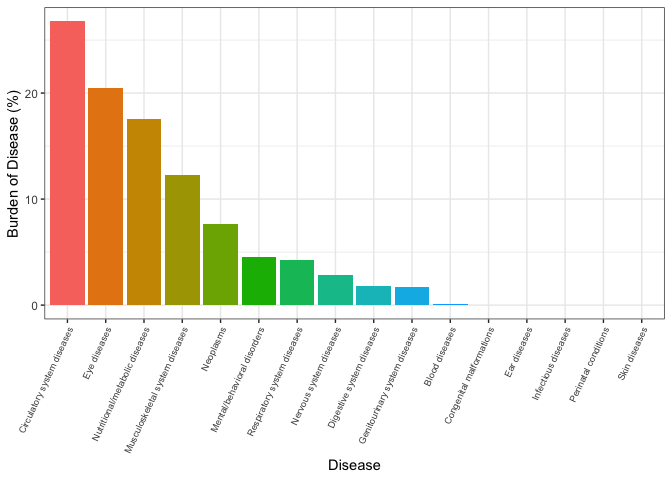 Burden of Disease (%)
20
10
0
Circulatory system diseases
Eye diseases
Nutritional/metabolic diseases
Musculoskeletal system diseases
Neoplasms
Mental/behavioral disorders
Respiratory system diseases
Nervous system diseases
Digestive system diseases
Genitourinary system diseases
Blood diseases
Congenital malformations
Ear diseases
Infectious diseases
Perinatal conditions
Skin diseases
Disease